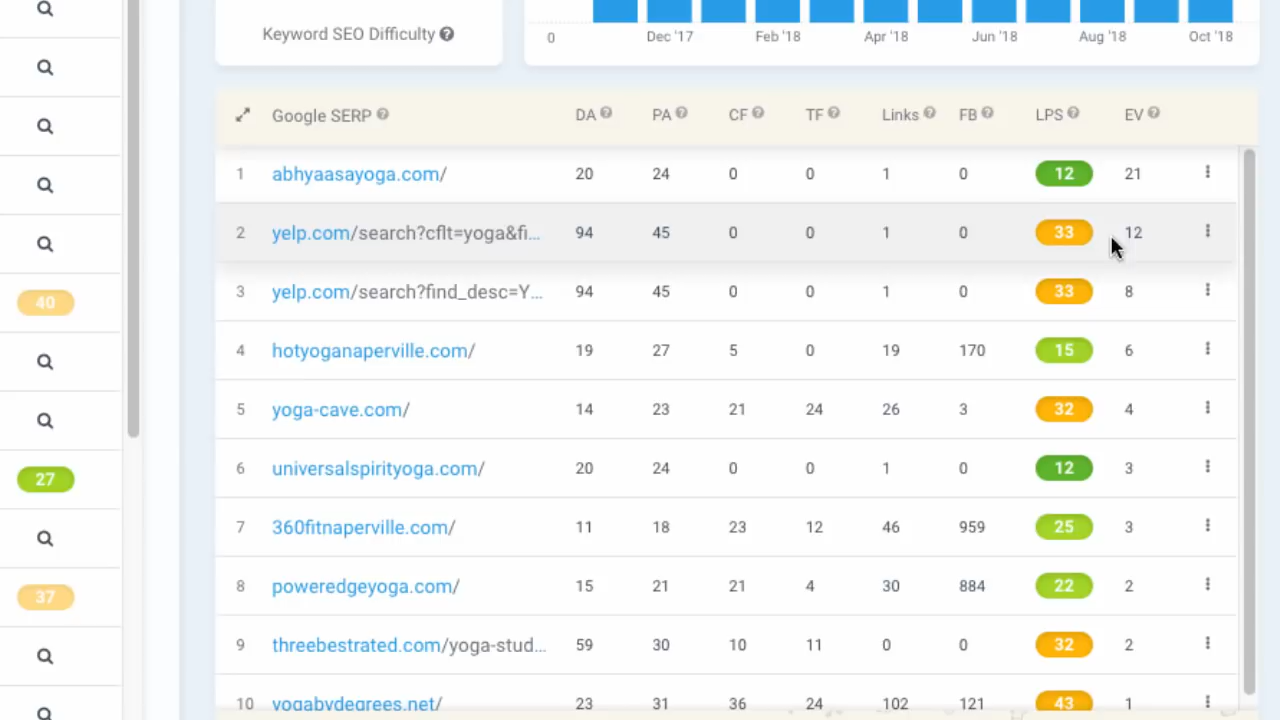 Keyword SEO Difficulty
0 Dec '17 Feb '18 Apr '18 Jun '18 Aug '18 Oct '18
Google SERP DA PA CF TF Links FB LPS EV
1 abhyaasayoga.com/ 20 24 0 0 1 0 12 21
2 yelp.com/search?cflt=yoga&fi... 94 45 0 0 1 0 33 12
40
3 yelp.com/search?find_desc=Y... 94 45 0 0 1 0 33 8
4 hotyoganaperville.com/ 19 27 5 0 19 170 15 6
5 yoga-cave.com/ 14 23 21 24 26 3 32 4
27
6 universalspirityoga.com/ 20 24 0 0 1 0 12 3
7 360fitnaperville.com/ 11 18 23 12 46 959 25 3
37
8 poweredgeyoga.com/ 15 21 21 4 30 884 22 2
9 threebestrated.com/yoga-stud... 59 30 10 11 0 0 32 2
10 yogabydegrees.net/ 23 31 36 24 102 121 43 1